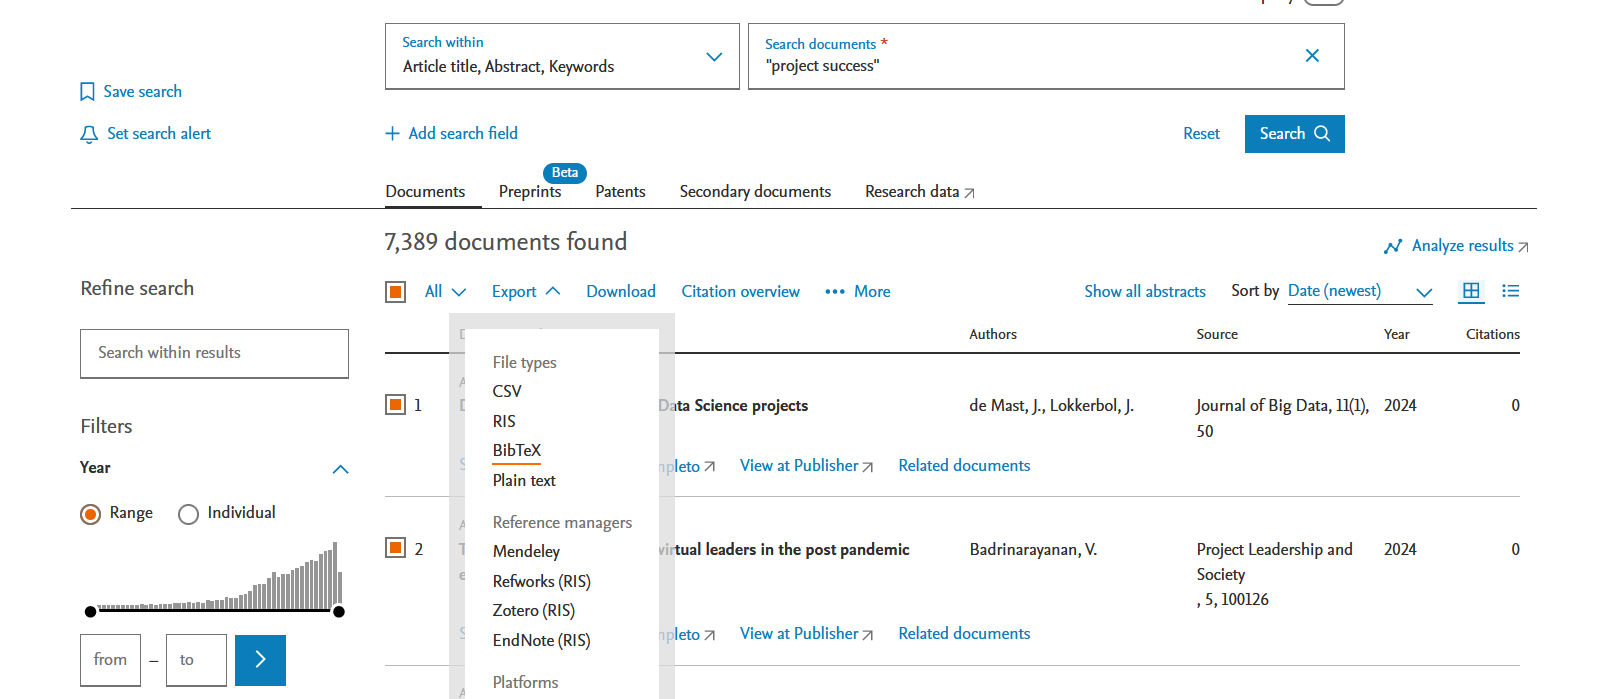 Search within
Article title, Abstract, Keywords
Search documents *
"project success"
Save search
Set search alert
Add search field
Reset
Search
Beta
Documents
Preprints
Patents
Secondary documents
Research data
7,389 documents found
Analyze results
Refine search
All
Export
Download
Citation overview
••• More
Show all abstracts
Sort by
Date (newest)
Search within results
Authors
Source
Year
Citations
File types
CSV
RIS
BibTeX
Plain text
Reference managers
Mendeley
Refworks (RIS)
Zotero (RIS)
EndNote (RIS)
Platforms
1
Data Science projects
de Mast, J., Lokkerbol, J.
Journal of Big Data, 11(1),
50
2024
0
View at Publisher
Related documents
2
virtual leaders in the post pandemic
Badrinarayanan, V.
Project Leadership and
Society
, 5, 100126
2024
0
View at Publisher
Related documents
Filters
Year
Range
Individual
from
–
to